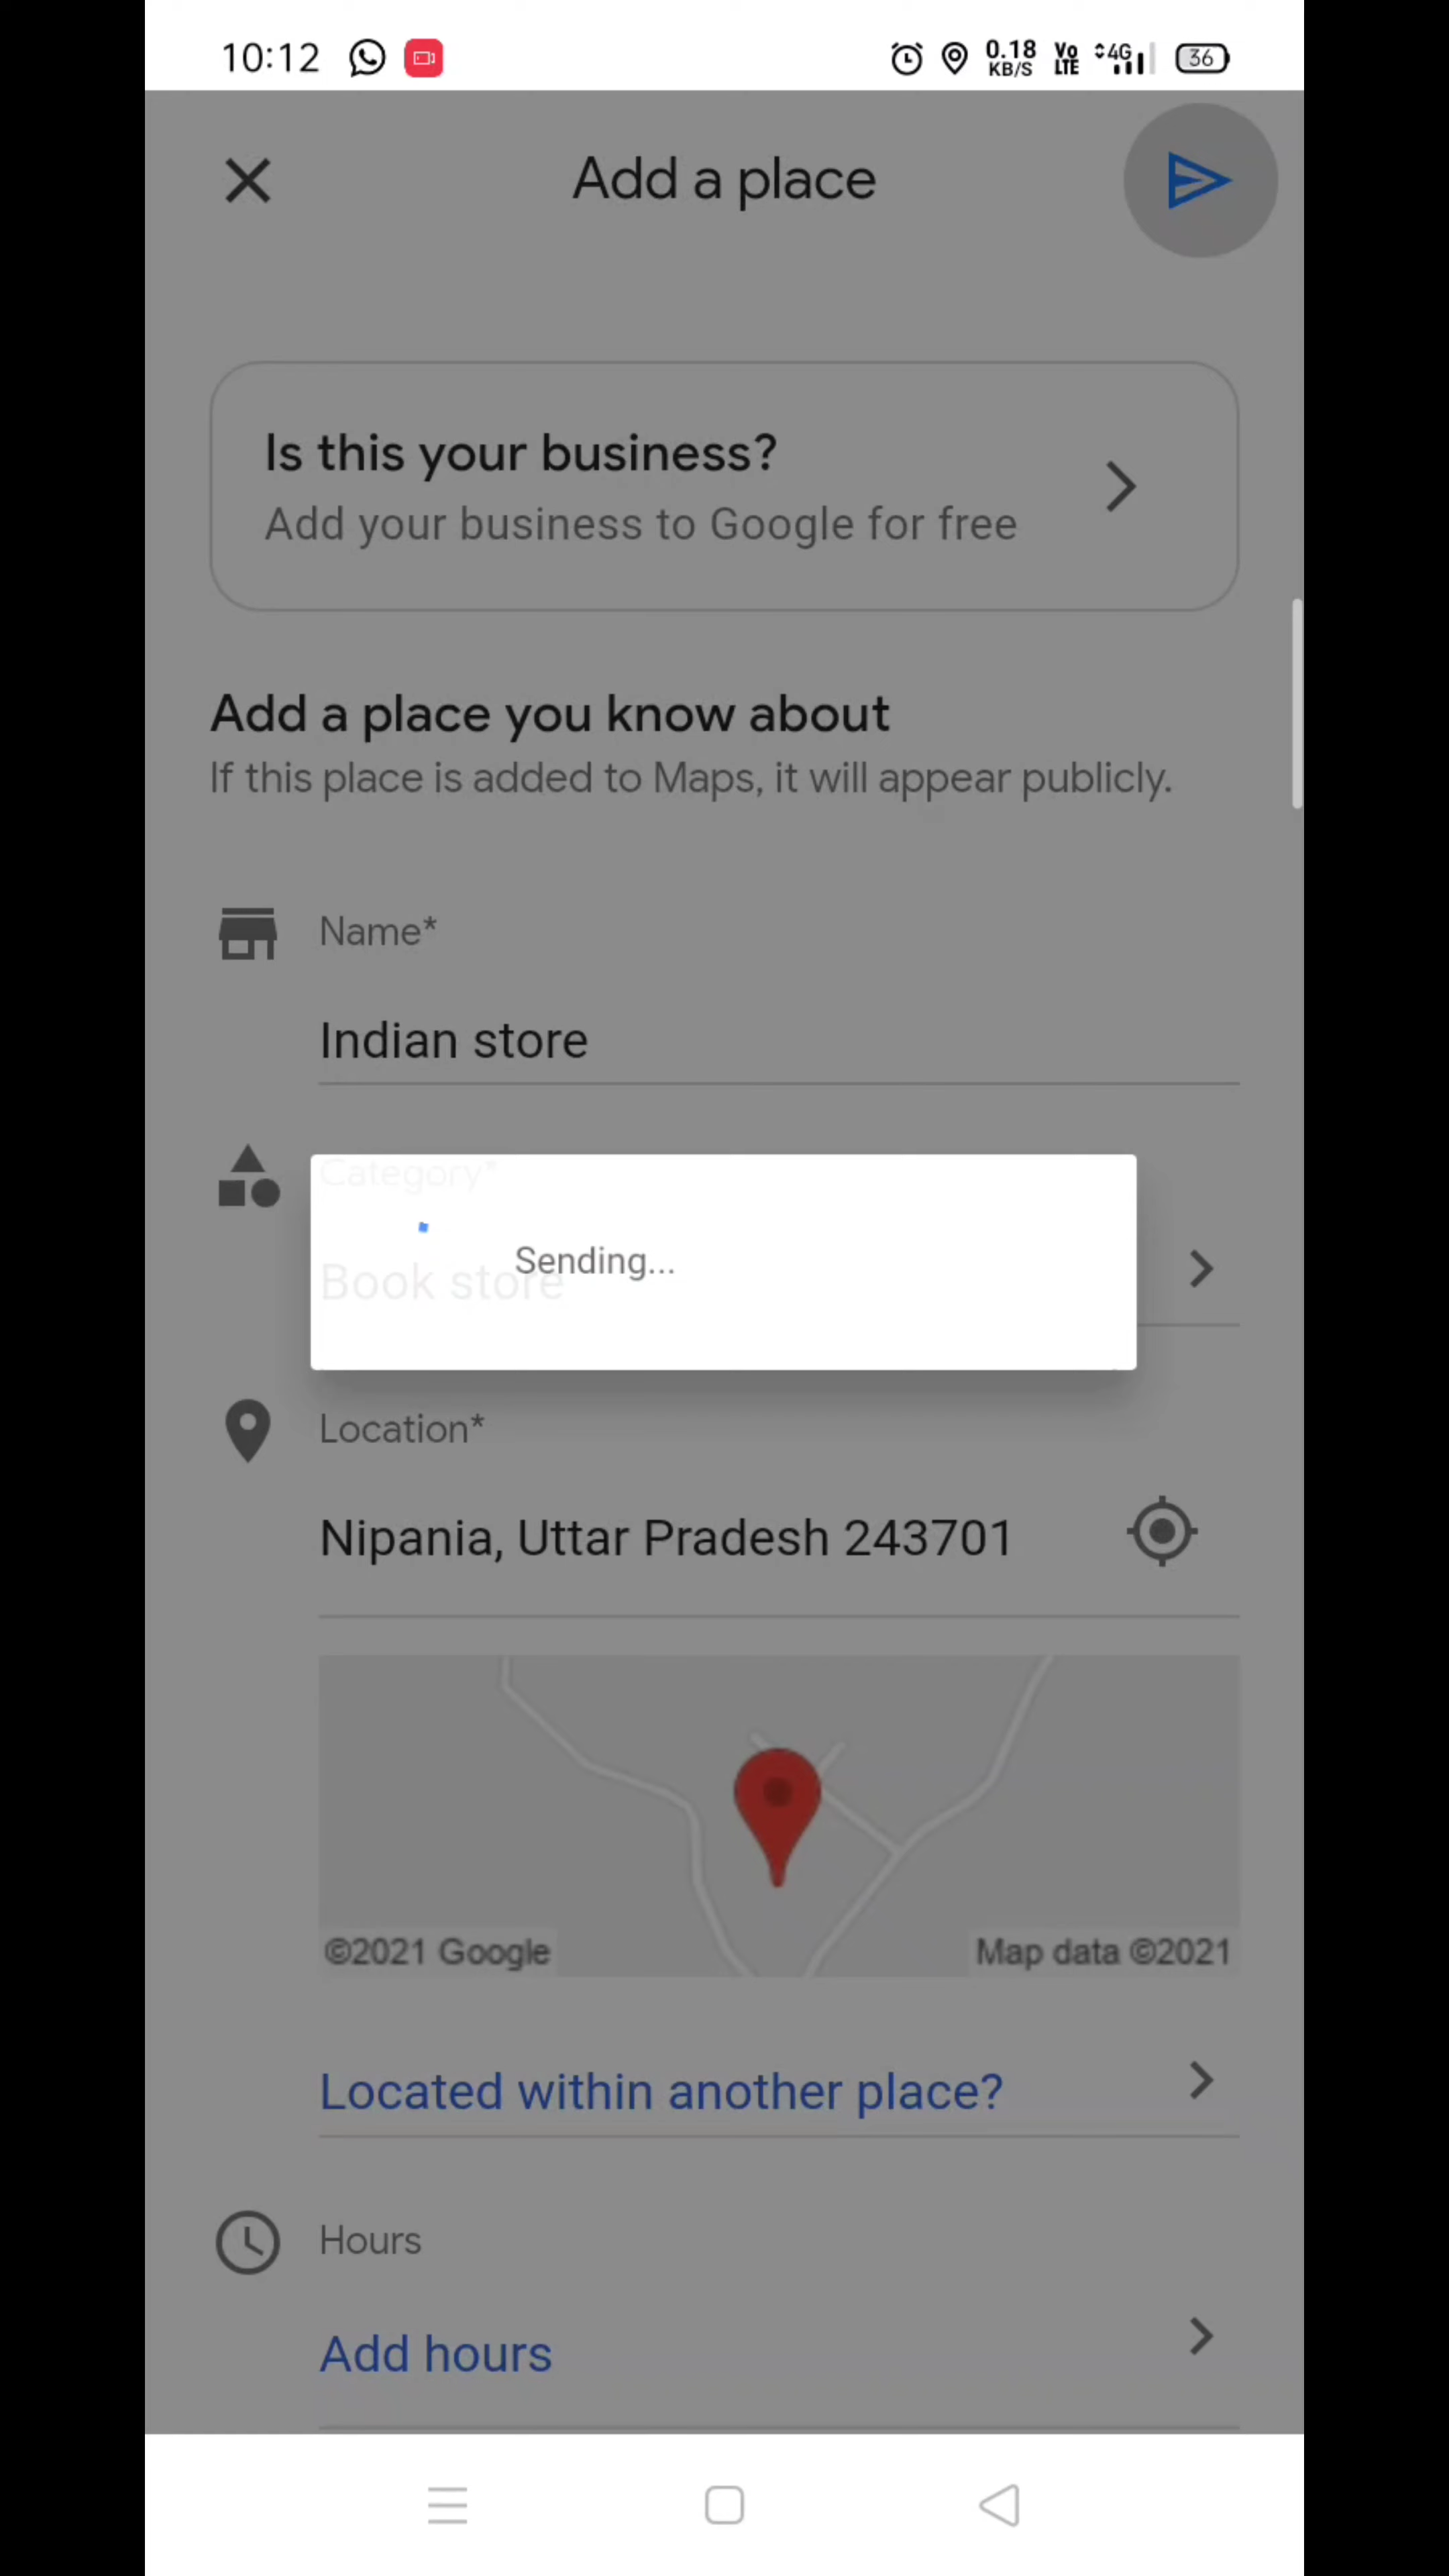 10:12
0.18 KB/S
Vo LTE
4G
36
Add a place
Is this your business?
Add your business to Google for free
Add a place you know about
If this place is added to Maps, it will appear publicly.
Name*
Indian store
Category*
Sending...
Book store
Location*
Nipania, Uttar Pradesh 243701
©2021 Google
Map data ©2021
Located within another place?
Hours
Add hours